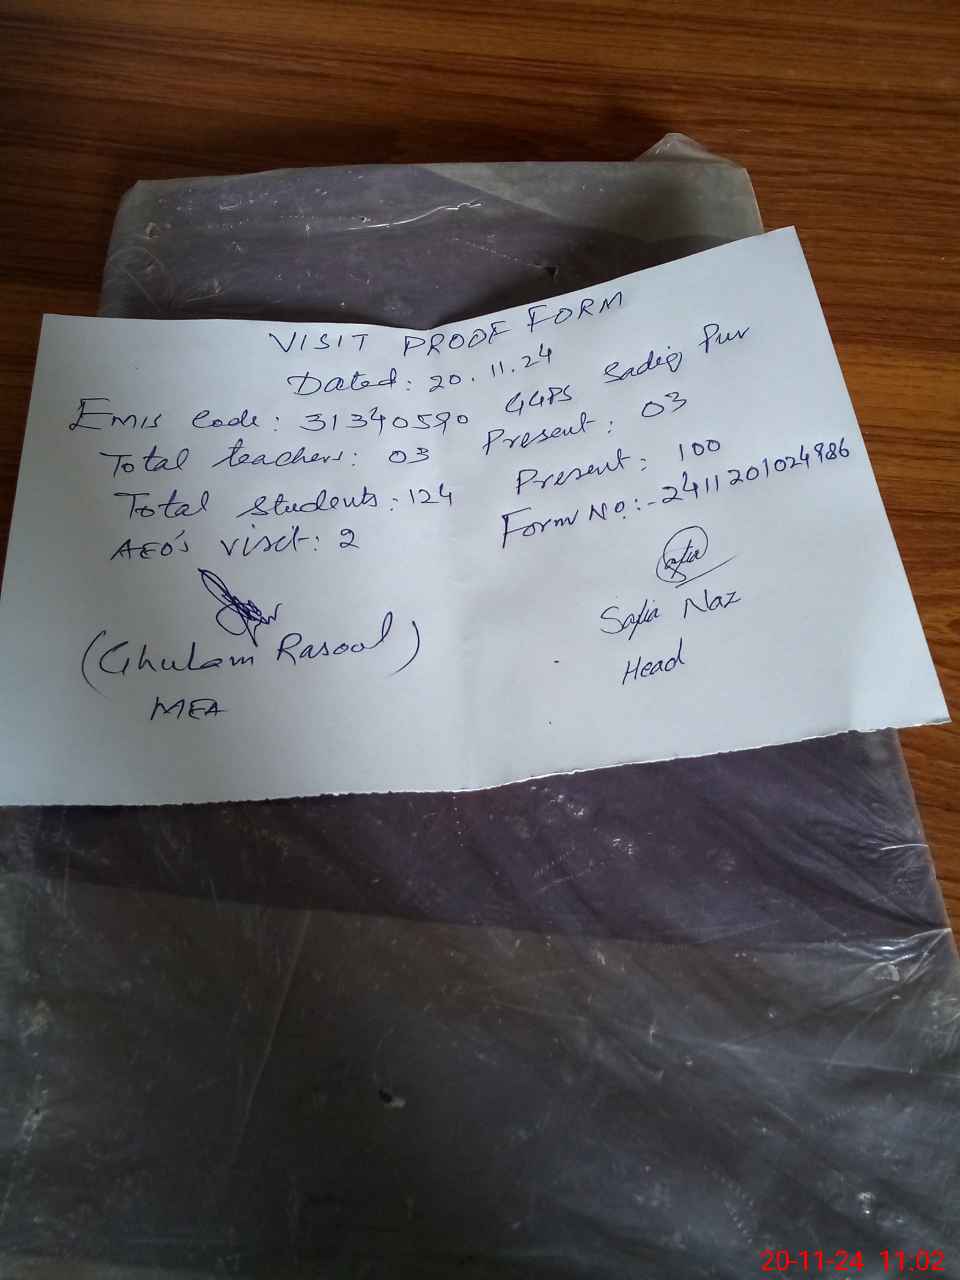 VISIT PROOF FORM
Dated: 20.11.24
EMIS Code: 31340590 GGPS Sadiq Pur
Total teachers: 03 Present: 03
Total students: 124 Present: 100
AEO's visit: 2 Form No:-2411201024986
Safia
(Ghulam Rasool) Safia Naz
MEA Head
20-11-24 11:02